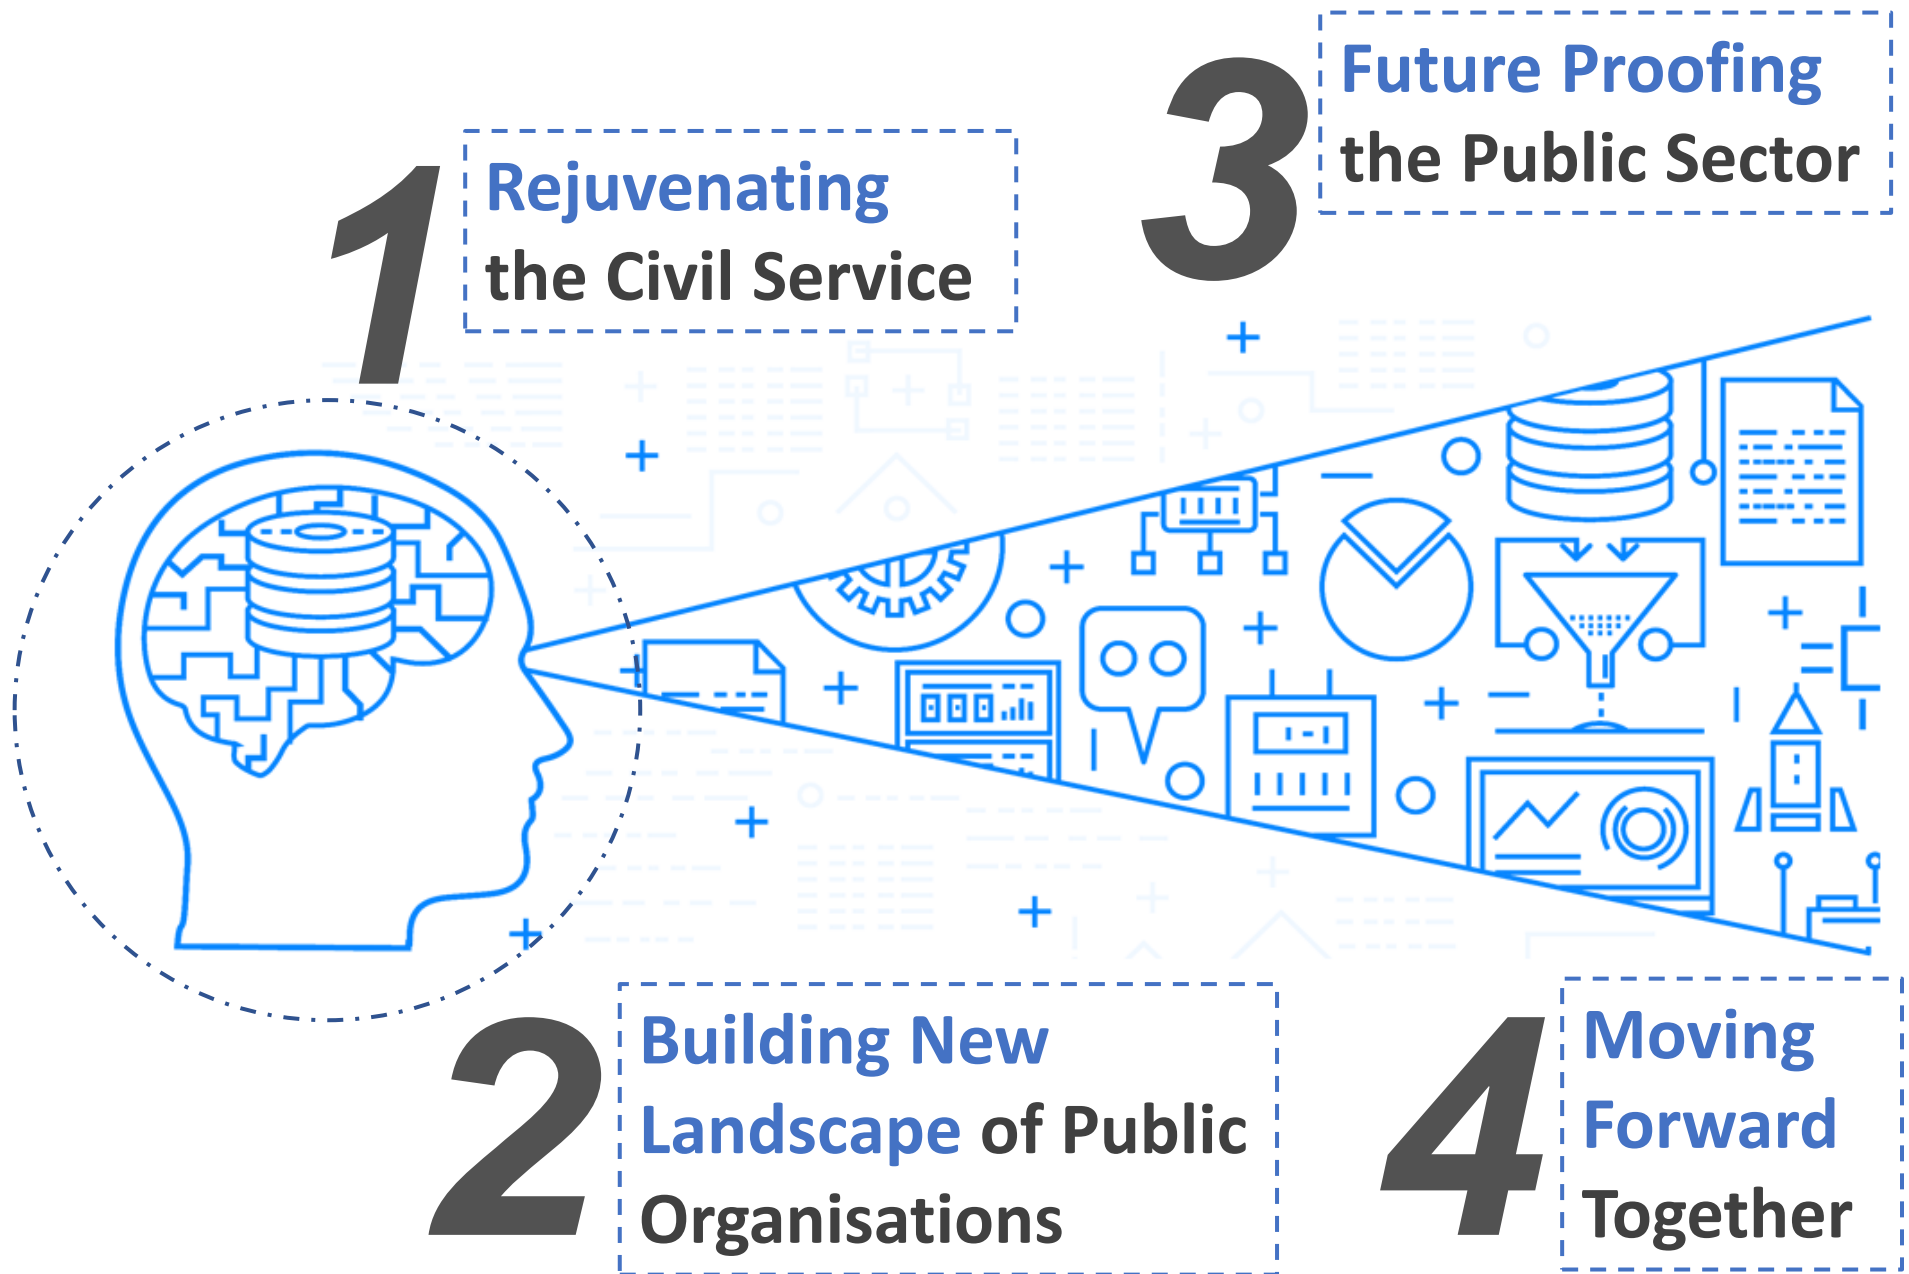 1
Rejuvenating
the Civil Service
2
Building New
Landscape of Public
Organisations
3
Future Proofing
the Public Sector
4
Moving
Forward
Together